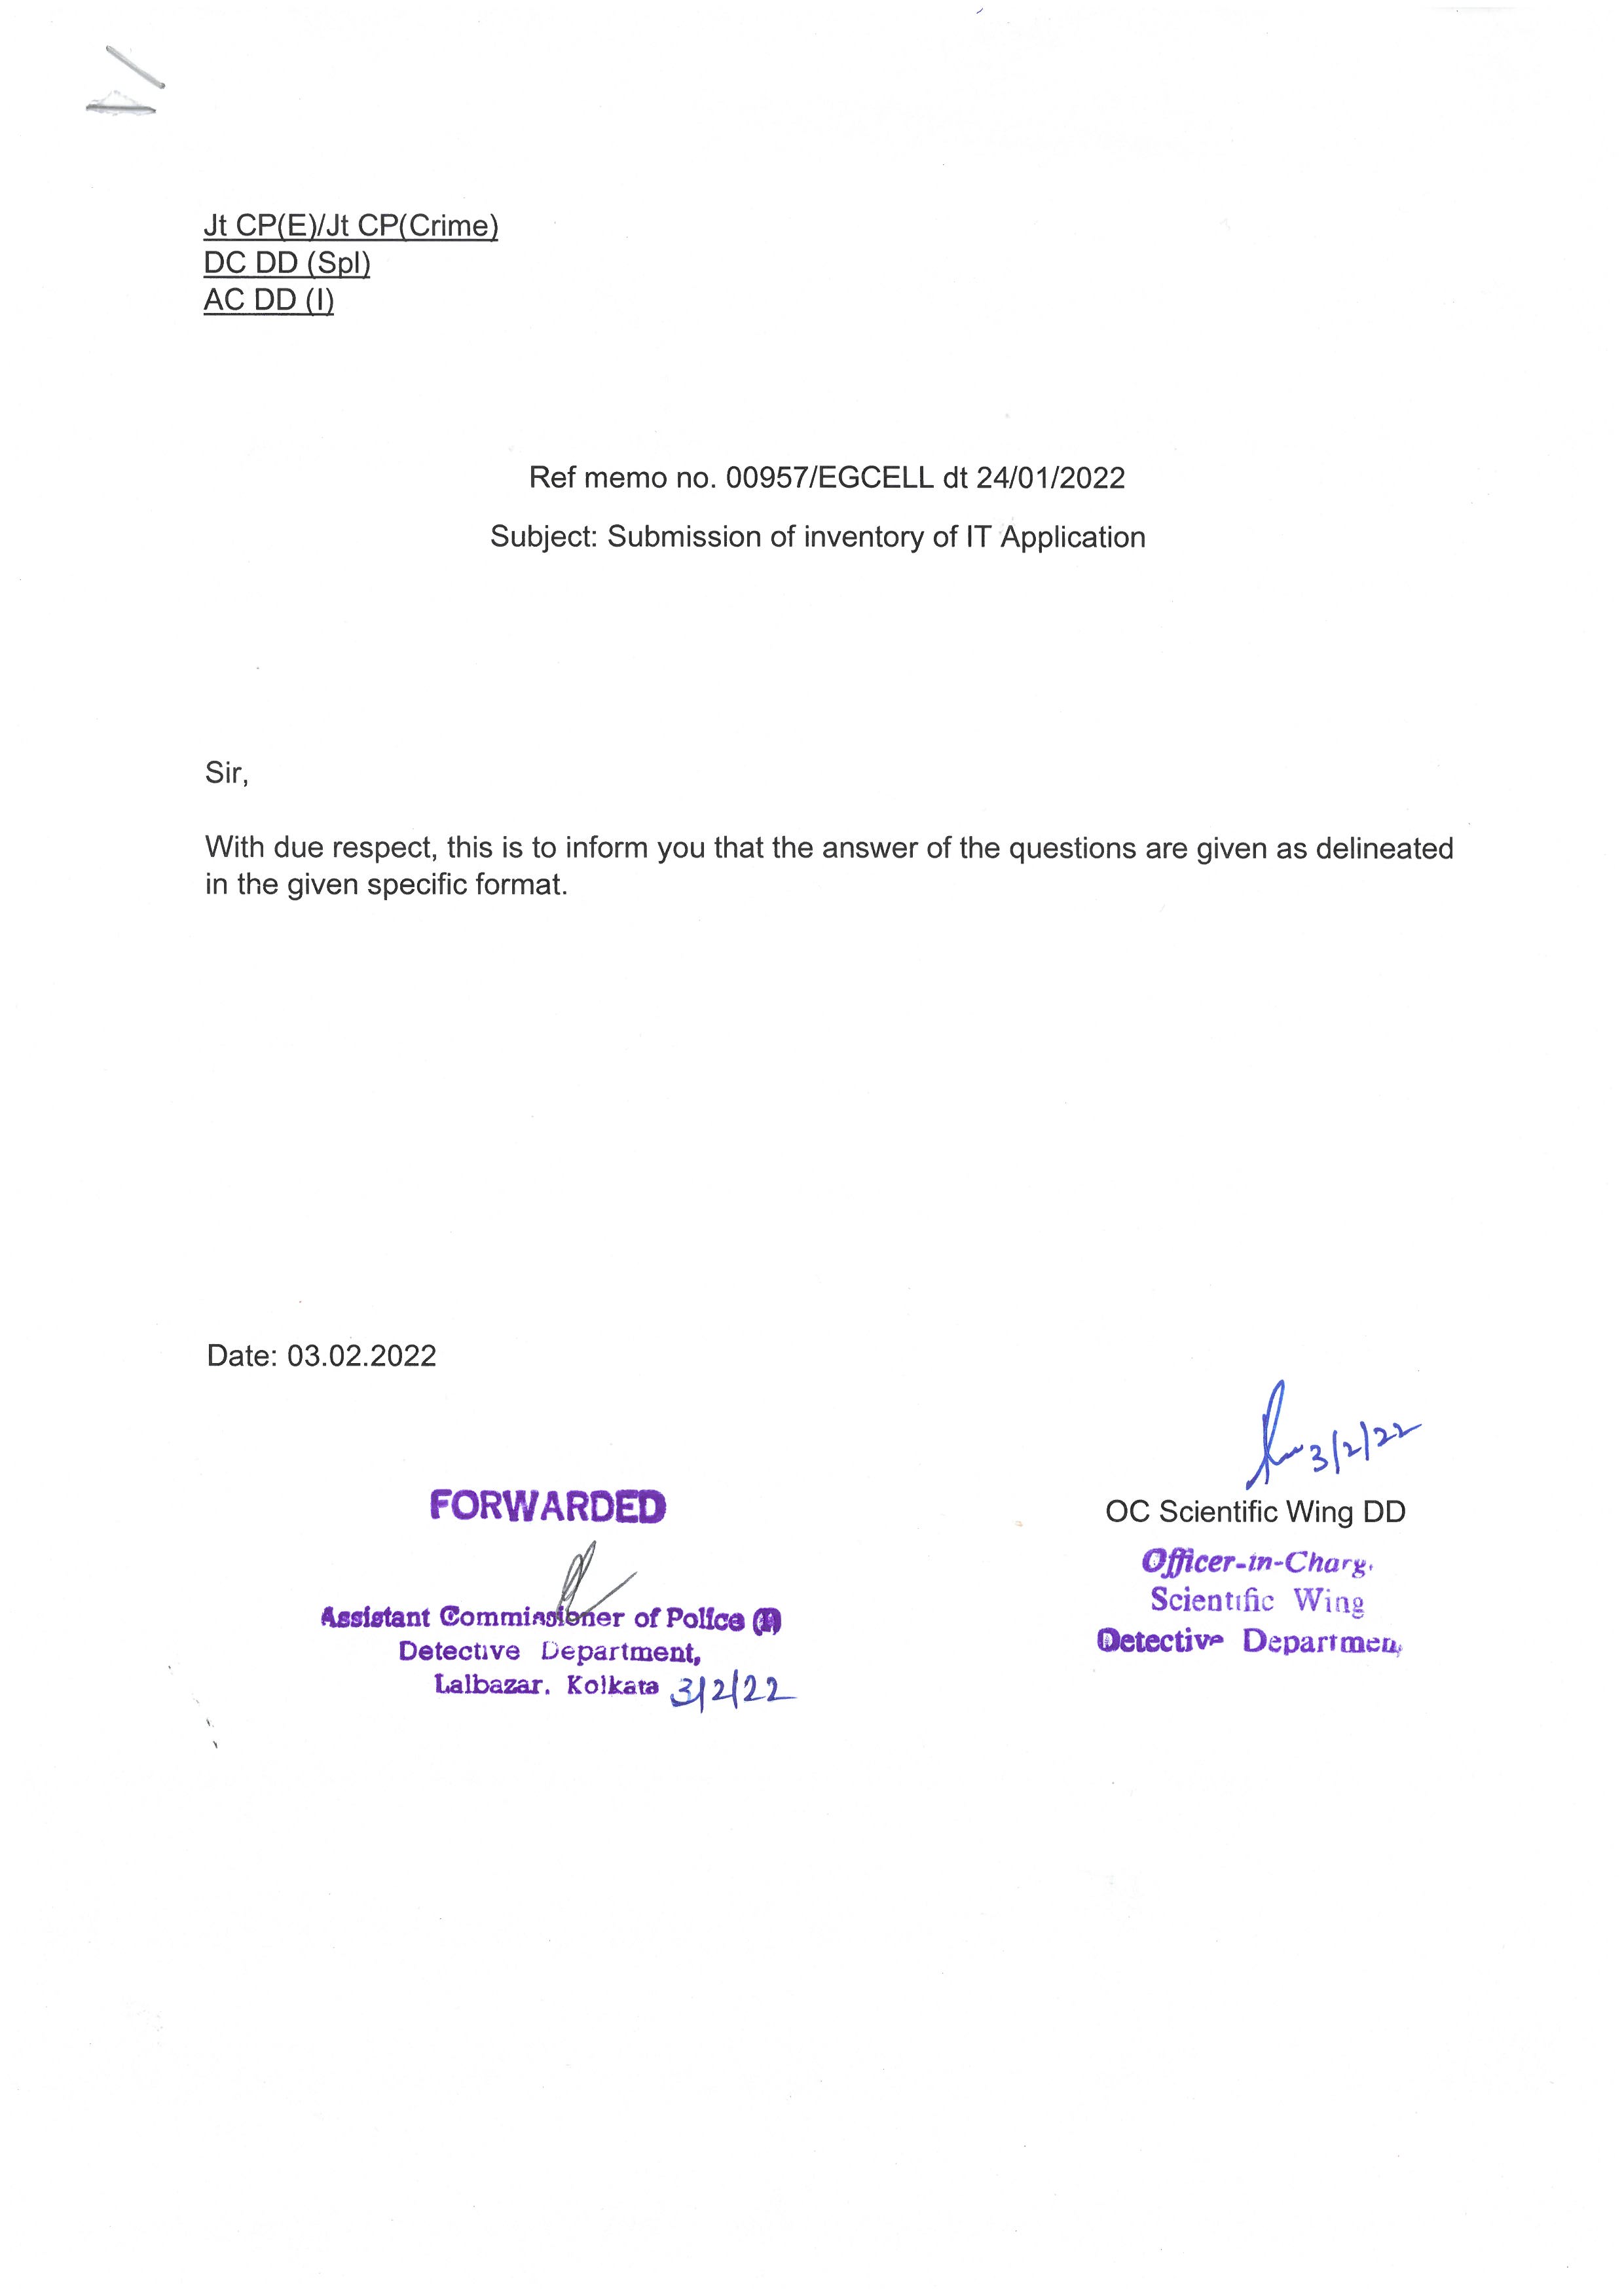 Jt CP(E)/Jt CP(Crime)
DC DD (Spl)
AC DD (I)
Ref memo no. 00957/EGCELL dt 24/01/2022
Subject: Submission of inventory of IT Application
Sir,
With due respect, this is to inform you that the answer of the questions are given as delineated
in the given specific format.
Date: 03.02.2022
3/2/22
OC Scientific Wing DD
Officer-in-Charg.
Scientific Wing
Detective Departmen
FORWARDED
Assistant Commissioner of Police (I)
Detective Department,
Lalbazar. Kolkata 3/2/22